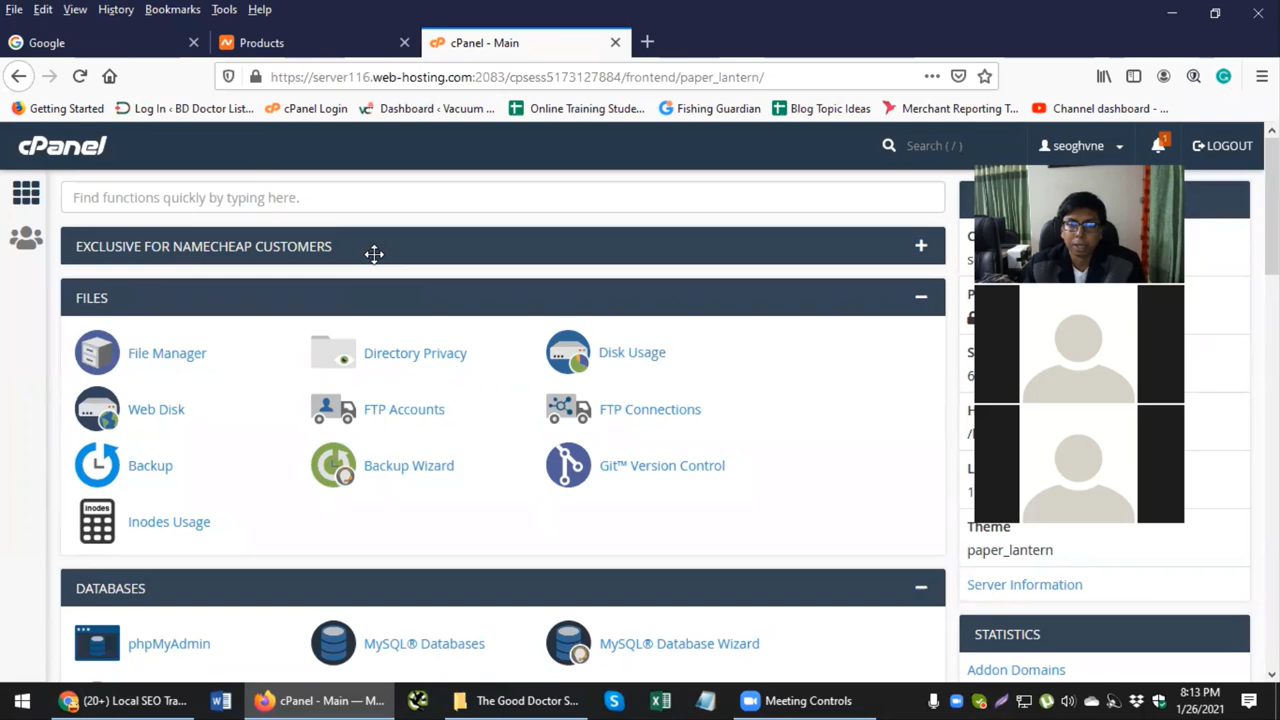 File Edit View History Bookmarks Tools Help
Google Products cPanel - Main
https://server116.web-hosting.com:2083/cpsess5173127884/frontend/paper_lantern/
Getting Started Log In ‹ BD Doctor List... cPanel Login Dashboard ‹ Vacuum ... Online Training Stude... Fishing Guardian Blog Topic Ideas Merchant Reporting T... Channel dashboard - ...
cPanel Search ( / ) seoghvne 1 LOGOUT
Find functions quickly by typing here.
EXCLUSIVE FOR NAMECHEAP CUSTOMERS
FILES
File Manager Directory Privacy Disk Usage
Web Disk FTP Accounts FTP Connections
Backup Backup Wizard Git™ Version Control
inodes
Inodes Usage
Theme
paper_lantern
Server Information
DATABASES
phpMyAdmin MySQL® Databases MySQL® Database Wizard
STATISTICS
Addon Domains
(20+) Local SEO Tra... cPanel - Main — M... The Good Doctor S... Meeting Controls
8:13 PM
1/26/2021